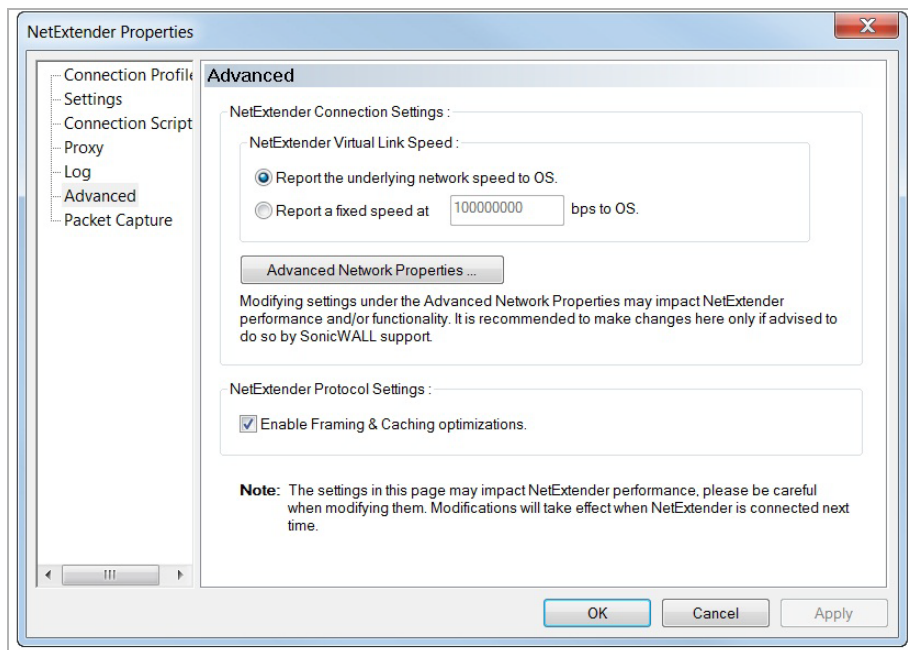 NetExtender Properties
X
Connection Profile
Settings
Connection Script
Proxy
Log
Advanced
Packet Capture
Advanced
NetExtender Connection Settings :
NetExtender Virtual Link Speed :
Report the underlying network speed to OS.
Report a fixed speed at 100000000 bps to OS.
Advanced Network Properties ...
Modifying settings under the Advanced Network Properties may impact NetExtender
performance and/or functionality. It is recommended to make changes here only if advised to
do so by SonicWALL support.
NetExtender Protocol Settings :
Enable Framing & Caching optimizations.
Note: The settings in this page may impact NetExtender performance, please be careful
when modifying them. Modifications will take effect when NetExtender is connected next
time.
OK Cancel Apply